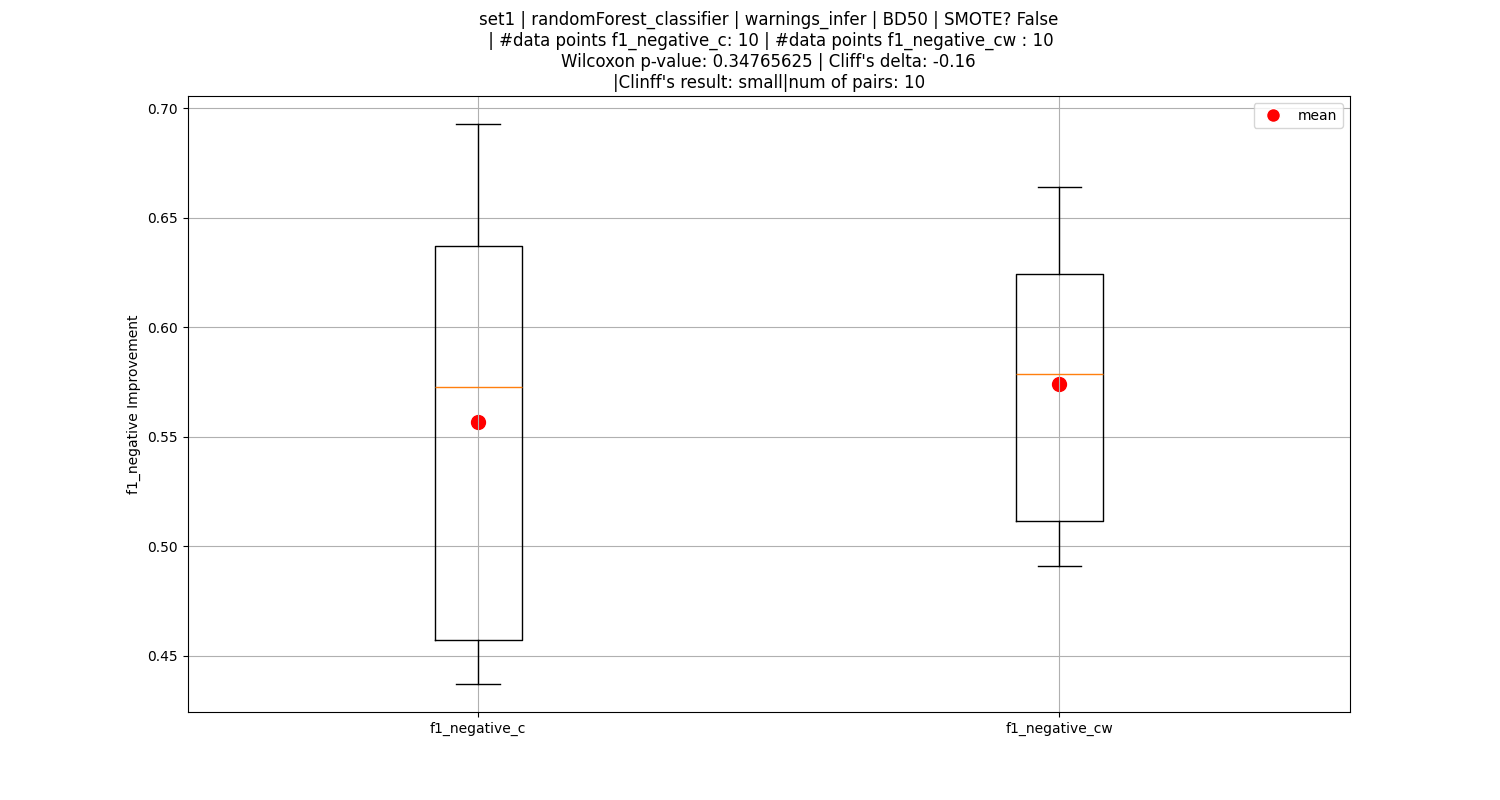 set1 | randomForest_classifier | warnings_infer | BD50 | SMOTE? False
| #data points f1_negative_c: 10 | #data points f1_negative_cw : 10
Wilcoxon p-value: 0.34765625 | Cliff's delta: -0.16
|Clinff's result: small|num of pairs: 10
mean
0.70
0.65
0.60
0.55
0.50
0.45
f1_negative Improvement
f1_negative_c
f1_negative_cw